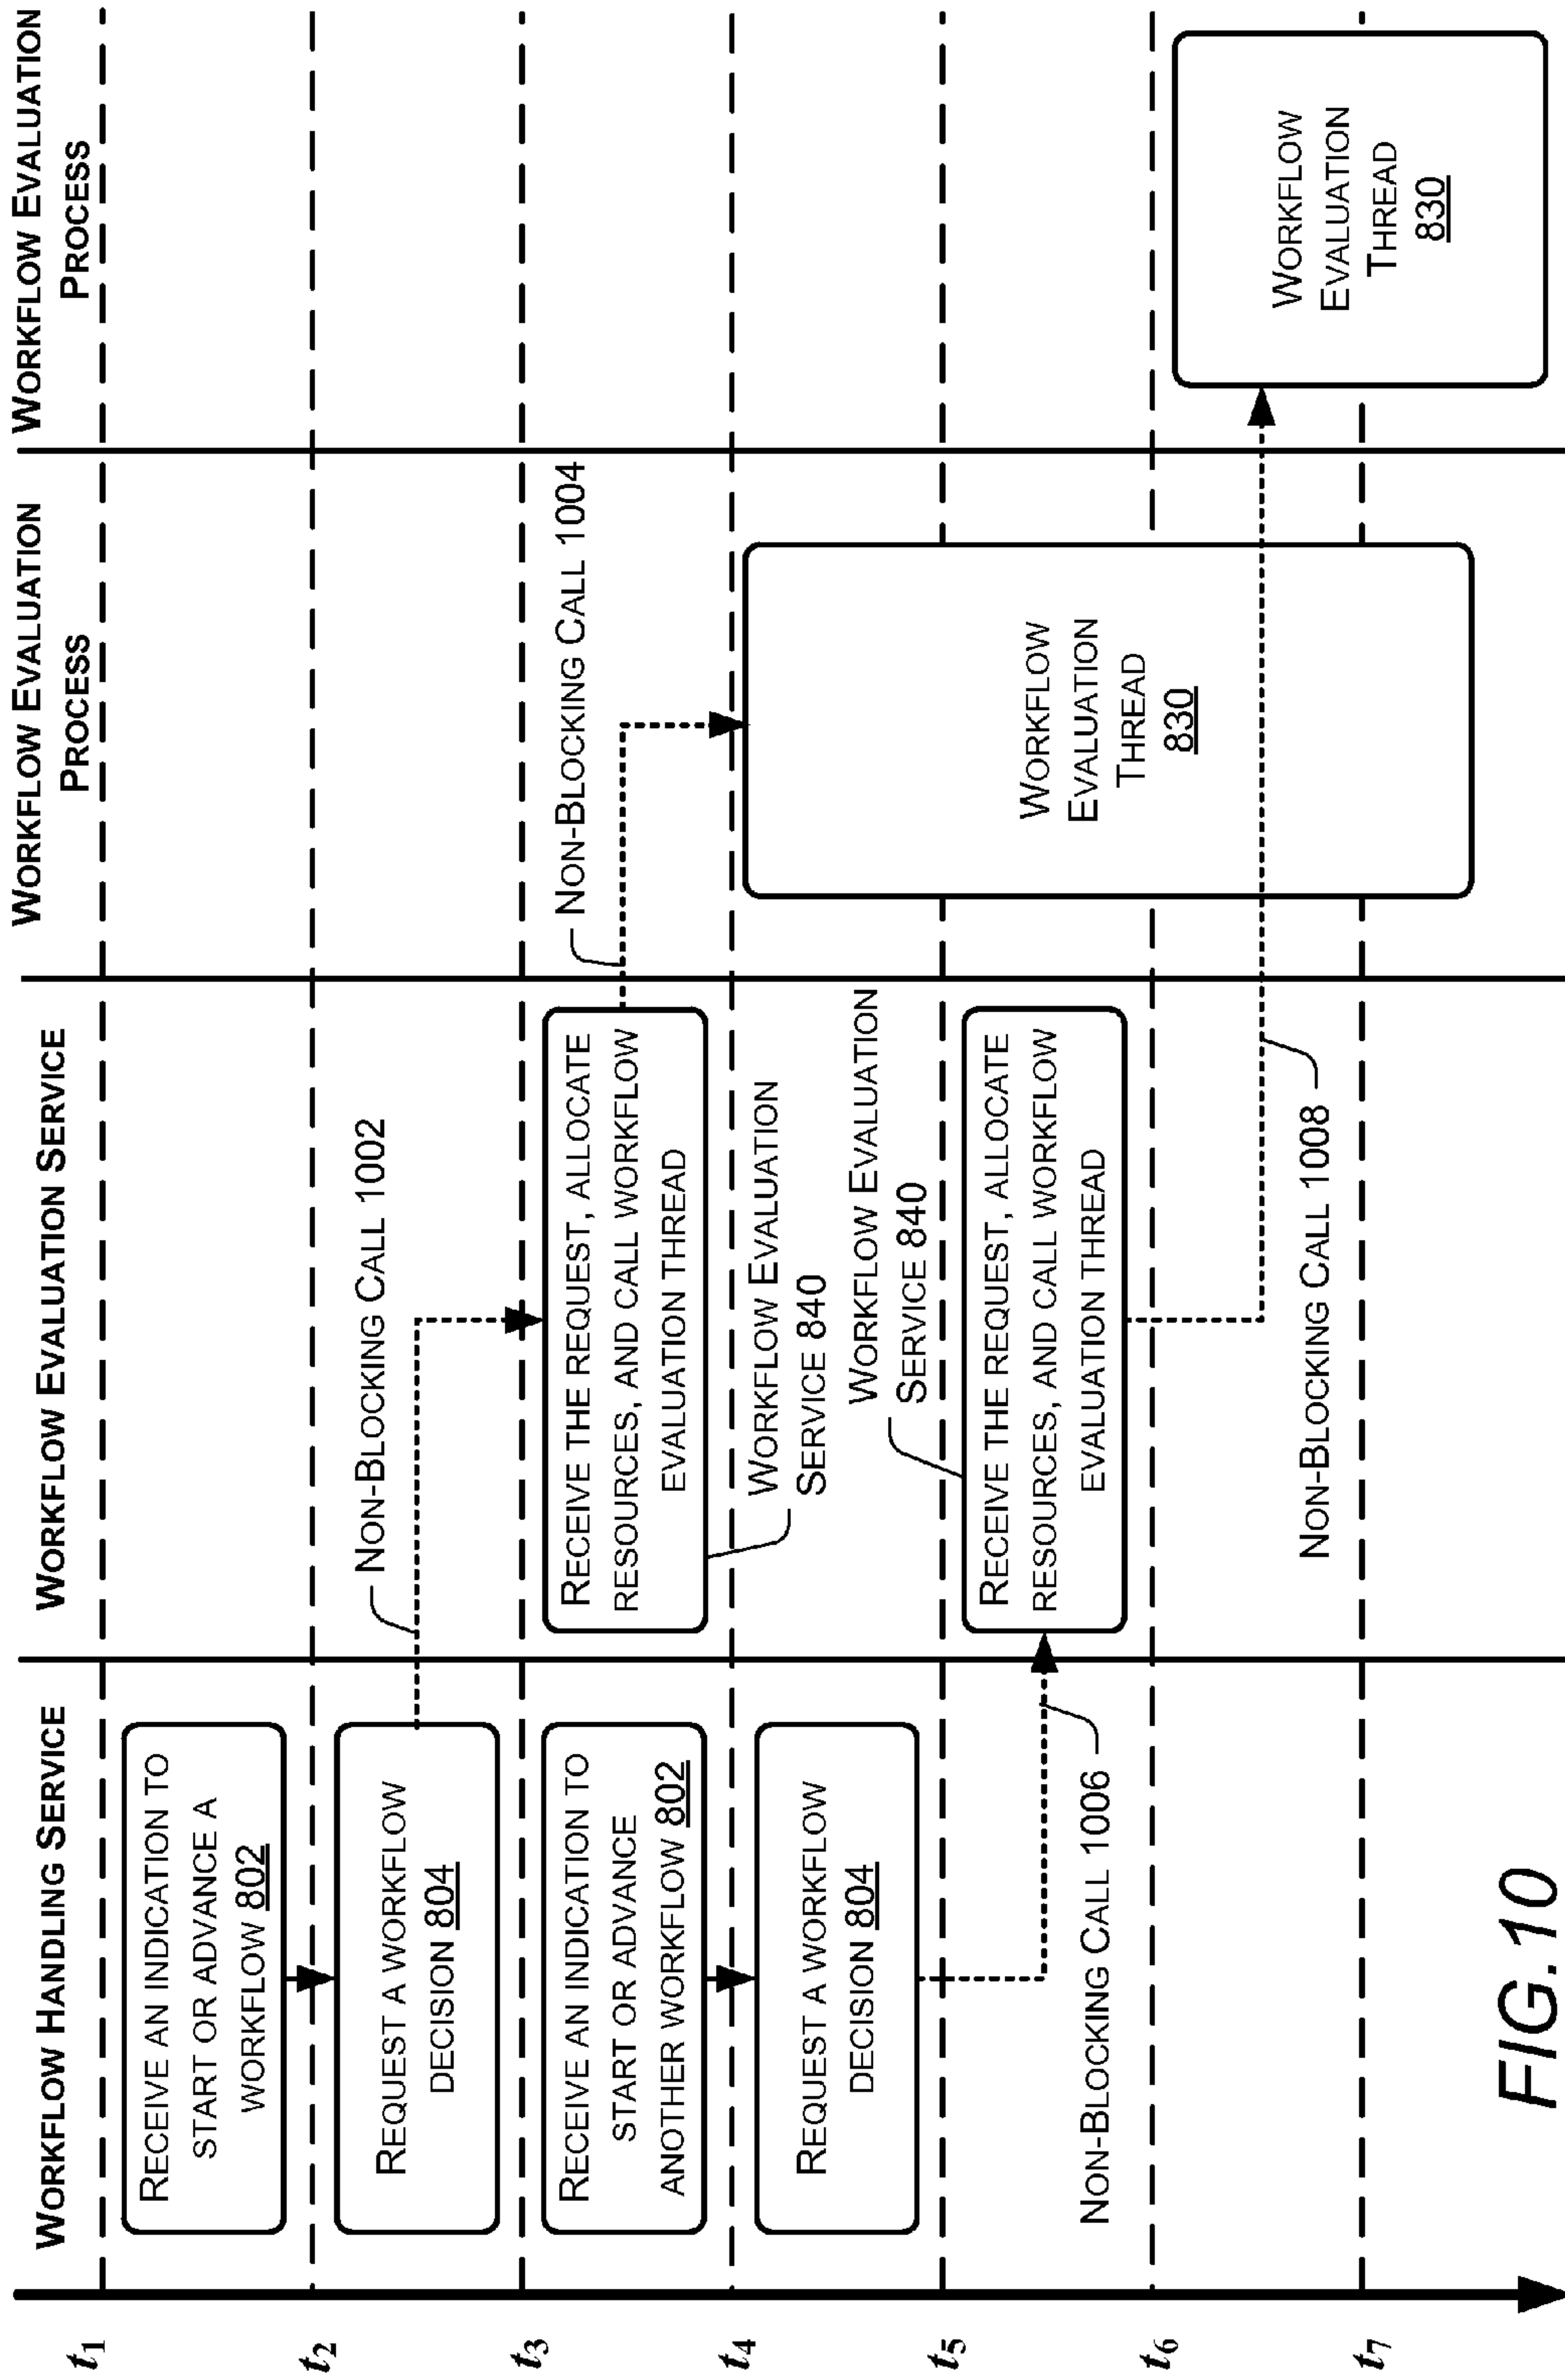 WORKFLOW HANDLING SERVICE
WORKFLOW EVALUATION SERVICE
WORKFLOW EVALUATION
PROCESS
WORKFLOW EVALUATION
PROCESS
t1
RECEIVE AN INDICATION TO
START OR ADVANCE A
WORKFLOW 802
t2
REQUEST A WORKFLOW
DECISION 804
NON-BLOCKING CALL 1002
t3
RECEIVE AN INDICATION TO
START OR ADVANCE
ANOTHER WORKFLOW 802
RECEIVE THE REQUEST, ALLOCATE
RESOURCES, AND CALL WORKFLOW
EVALUATION THREAD
NON-BLOCKING CALL 1004
t4
REQUEST A WORKFLOW
DECISION 804
WORKFLOW EVALUATION
SERVICE 840
WORKFLOW EVALUATION
SERVICE 840
WORKFLOW
EVALUATION
THREAD
830
t5
RECEIVE THE REQUEST, ALLOCATE
RESOURCES, AND CALL WORKFLOW
EVALUATION THREAD
NON-BLOCKING CALL 1006
t6
NON-BLOCKING CALL 1008
WORKFLOW
EVALUATION
THREAD
830
t7
FIG.10